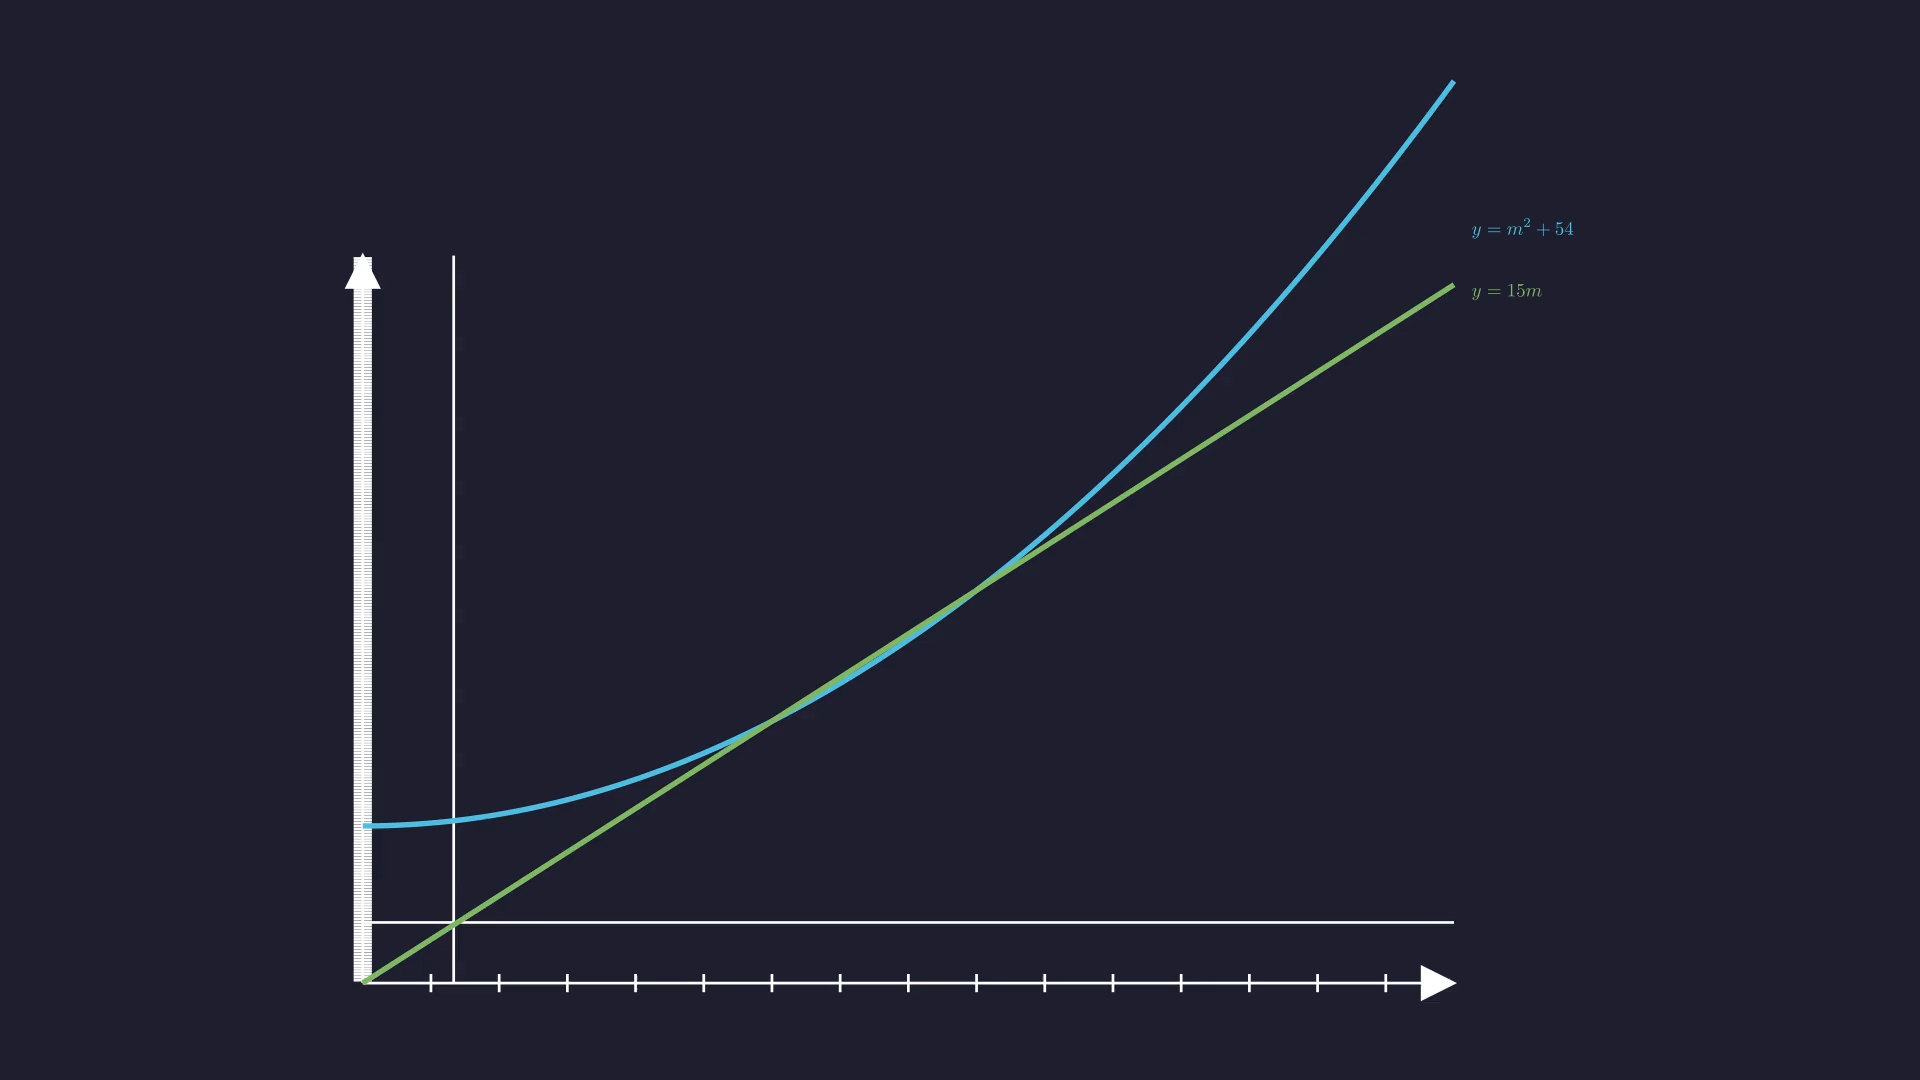 y = m² + 54
y = 15m